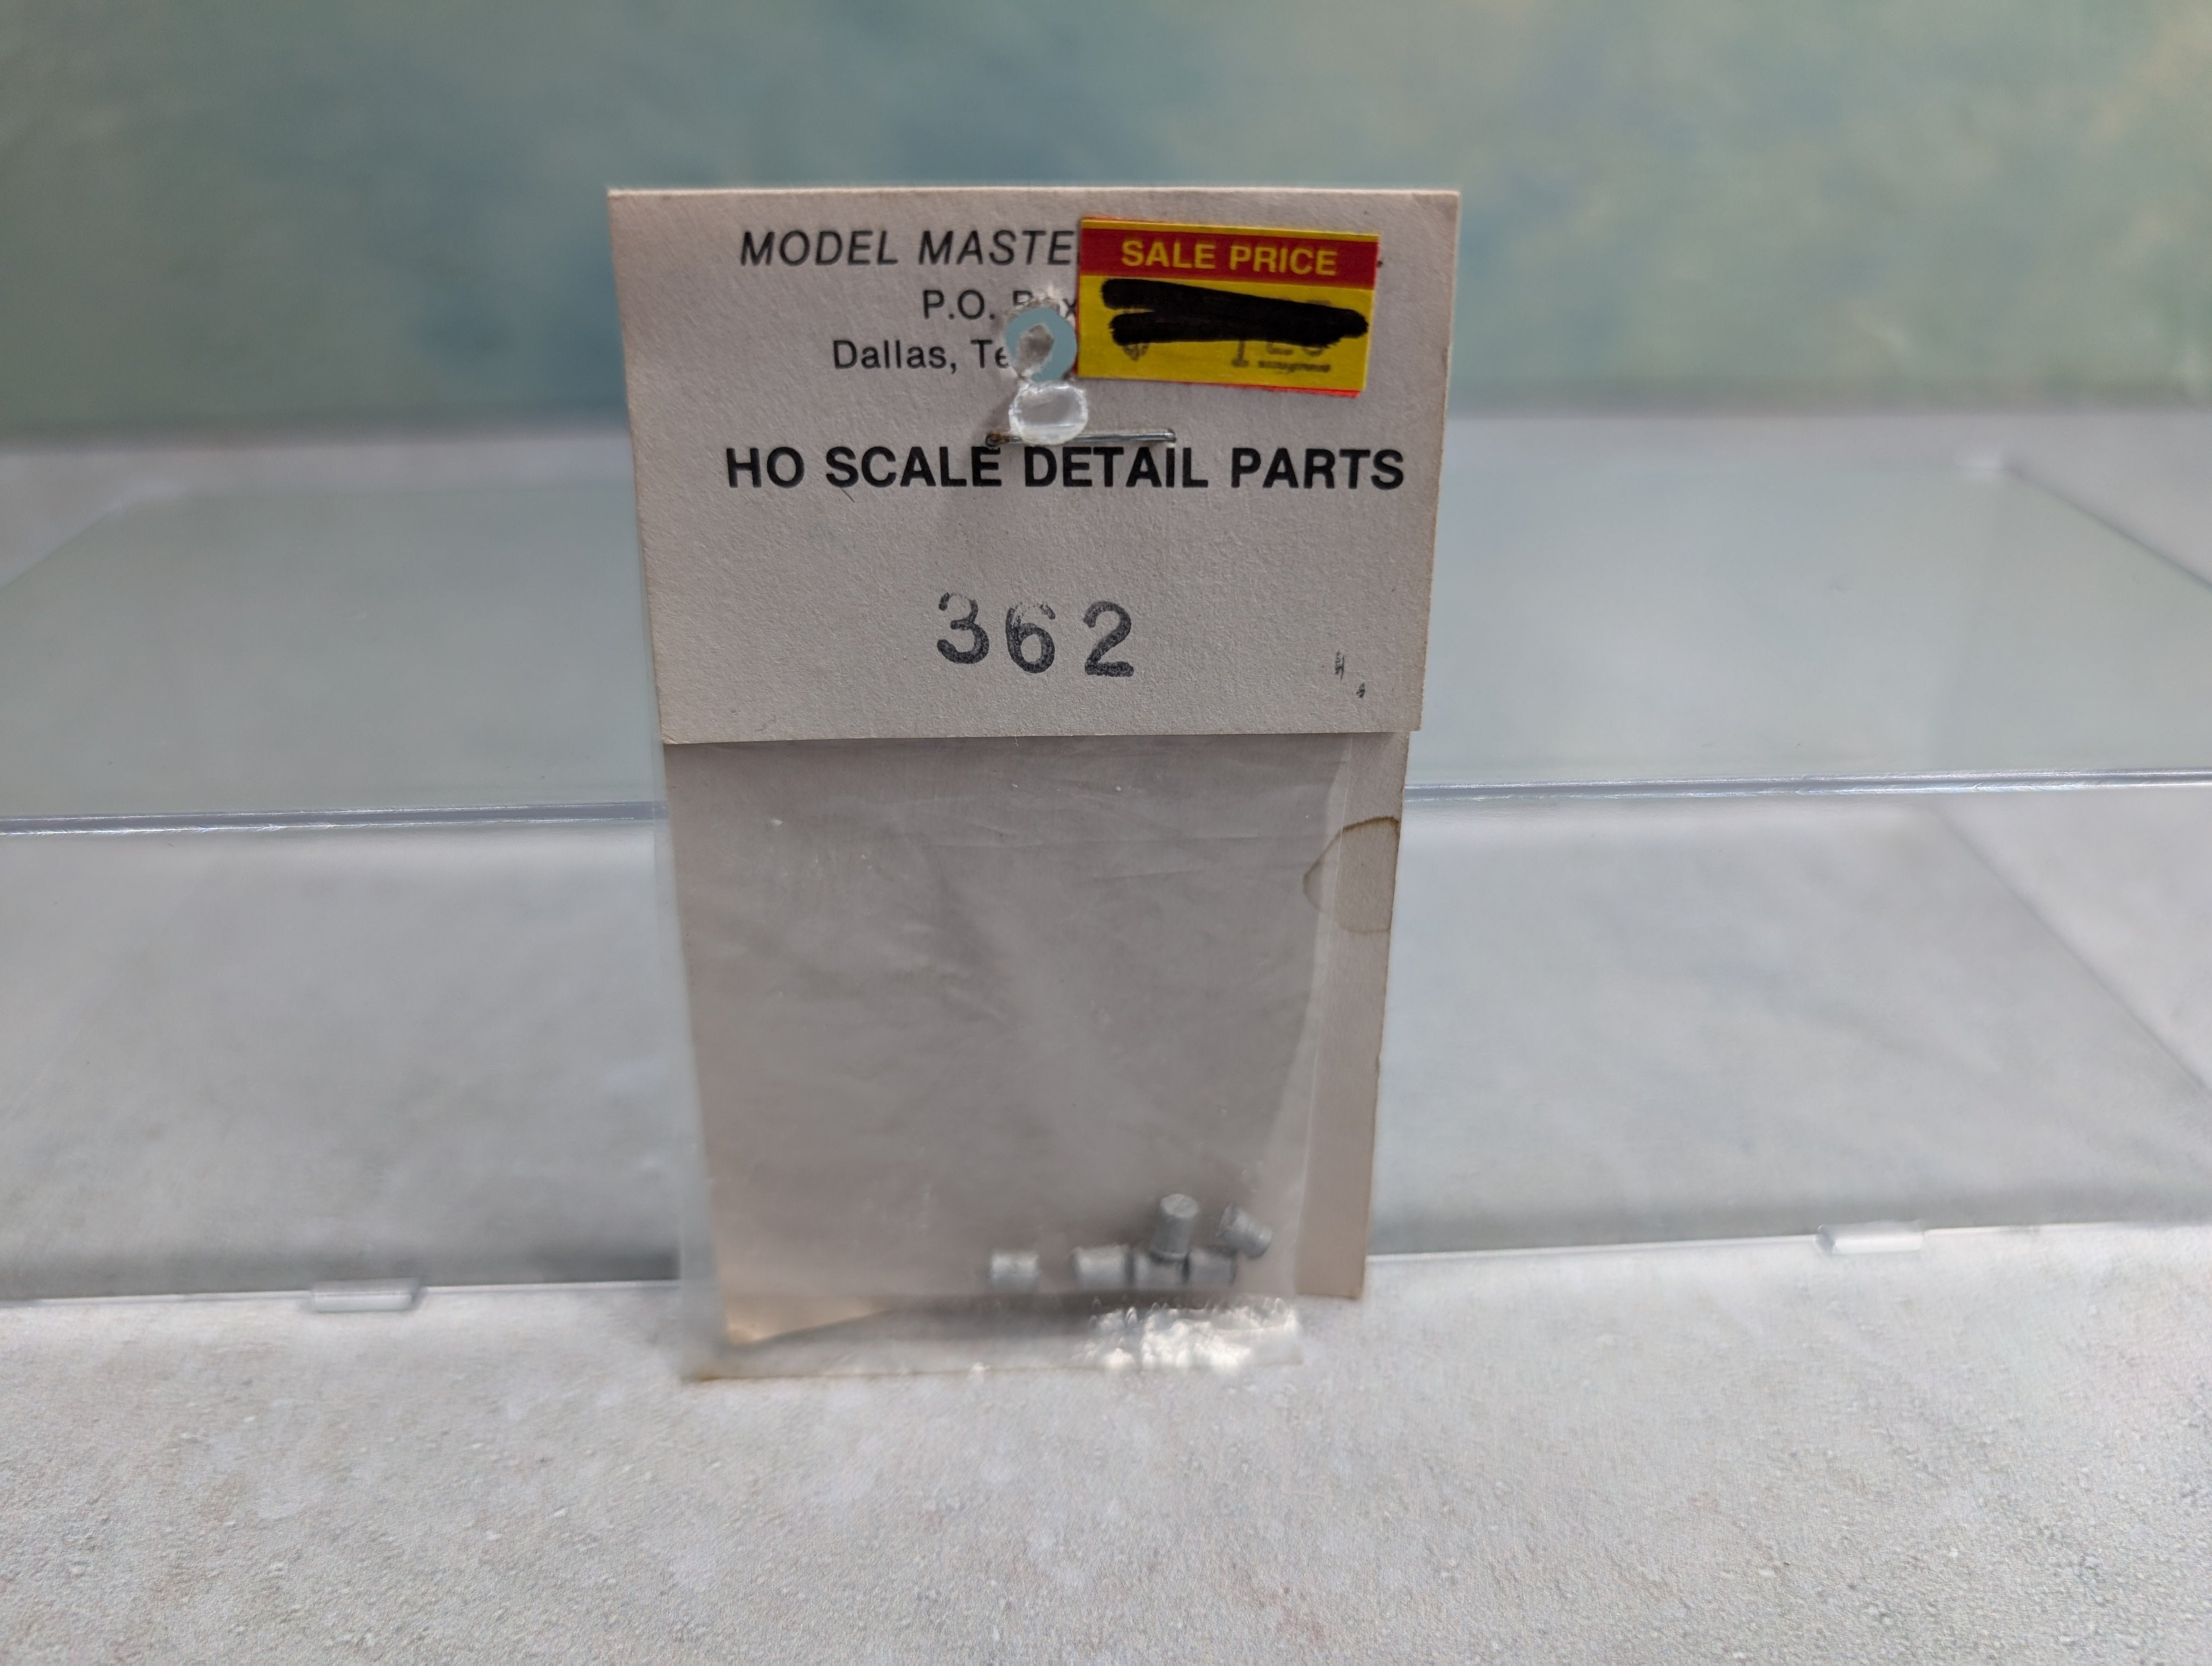 MODEL MASTE
SALE PRICE
P.O.
Dallas, Te
HO SCALE DETAIL PARTS
362